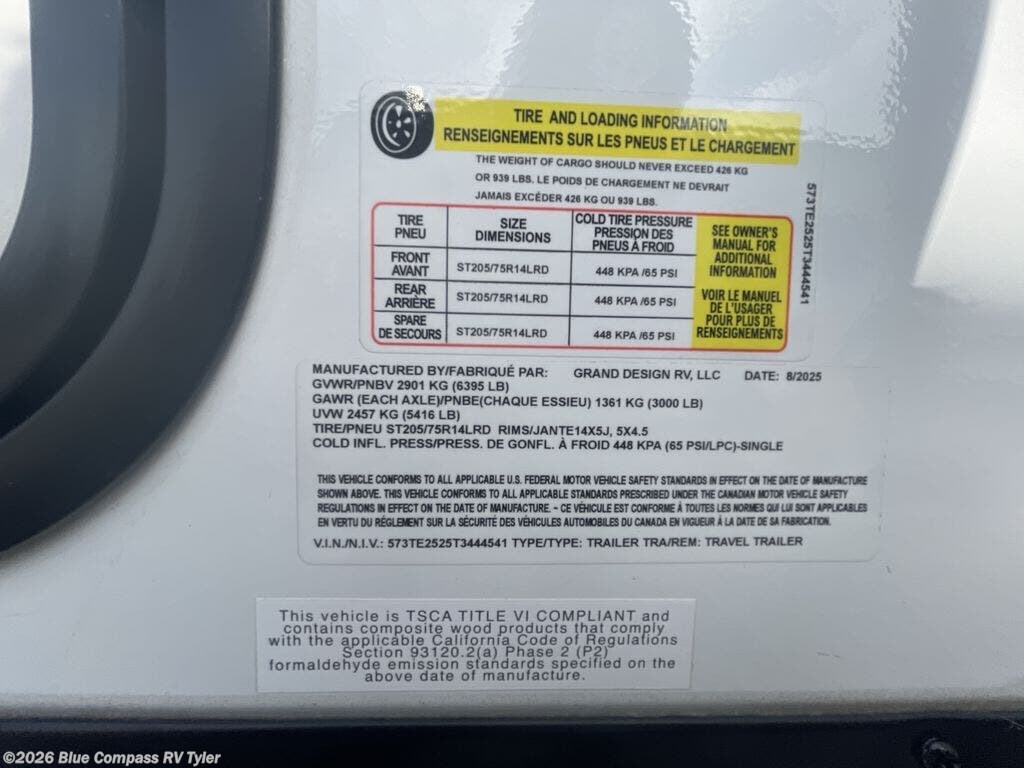 TIRE AND LOADING INFORMATION
RENSEIGNEMENTS SUR LES PNEUS ET LE CHARGEMENT
THE WEIGHT OF CARGO SHOULD NEVER EXCEED 426 KG
OR 939 LBS. LE POIDS DE CHARGEMENT NE DEVRAIT
JAMAIS EXCÉDER 426 KG OU 939 LBS.
TIRE
PNEU
SIZE
DIMENSIONS
COLD TIRE PRESSURE
PRESSION DES
PNEUS À FROID
FRONT
AVANT
ST205/75R14LRD
448 KPA /65 PSI
REAR
ARRIÈRE
ST205/75R14LRD
448 KPA /65 PSI
SPARE
DE SECOURS
ST205/75R14LRD
448 KPA /65 PSI
SEE OWNER'S
MANUAL FOR
ADDITIONAL
INFORMATION
VOIR LE MANUEL
DE L'USAGER
POUR PLUS DE
RENSEIGNEMENTS
573TE2525T3444541
MANUFACTURED BY/FABRIQUÉ PAR: GRAND DESIGN RV, LLC DATE: 8/2025
GVWR/PNBV 2901 KG (6395 LB)
GAWR (EACH AXLE)/PNBE(CHAQUE ESSIEU) 1361 KG (3000 LB)
UVW 2457 KG (5416 LB)
TIRE/PNEU ST205/75R14LRD RIMS/JANTE14X5J, 5X4.5
COLD INFL. PRESS/PRESS. DE GONFL. À FROID 448 KPA (65 PSI/LPC)-SINGLE
THIS VEHICLE CONFORMS TO ALL APPLICABLE U.S. FEDERAL MOTOR VEHICLE SAFETY STANDARDS IN EFFECT ON THE DATE OF MANUFACTURE
SHOWN ABOVE. THIS VEHICLE CONFORMS TO ALL APPLICABLE STANDARDS PRESCRIBED UNDER THE CANADIAN MOTOR VEHICLE SAFETY
REGULATIONS IN EFFECT ON THE DATE OF MANUFACTURE. - CE VÉHICULE EST CONFORME À TOUTES LES NORMES QUI LUI SONT APPLICABLES
EN VERTU DU RÉGLEMENT SUR LA SÉCURITÉ DES VÉHICULES AUTOMOBILES DU CANADA EN VIGUEUR À LA DATE DE SA FABRICATION.
V.I.N./N.I.V.: 573TE2525T3444541 TYPE/TYPE: TRAILER TRA/REM: TRAVEL TRAILER
This vehicle is TSCA TITLE VI COMPLIANT and
contains composite wood products that comply
with the applicable California Code of Regulations
Section 93120.2(a) Phase 2 (P2)
formaldehyde emission standards specified on the
above date of manufacture.
©2026 Blue Compass RV Tyler